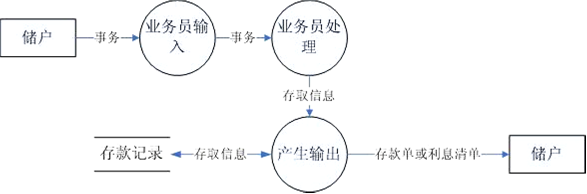 储户
事务
业务员输
入
事务
业务员处
理
存取信息
存款记录
存取信息
产生输出
存款单或利息清单
储户